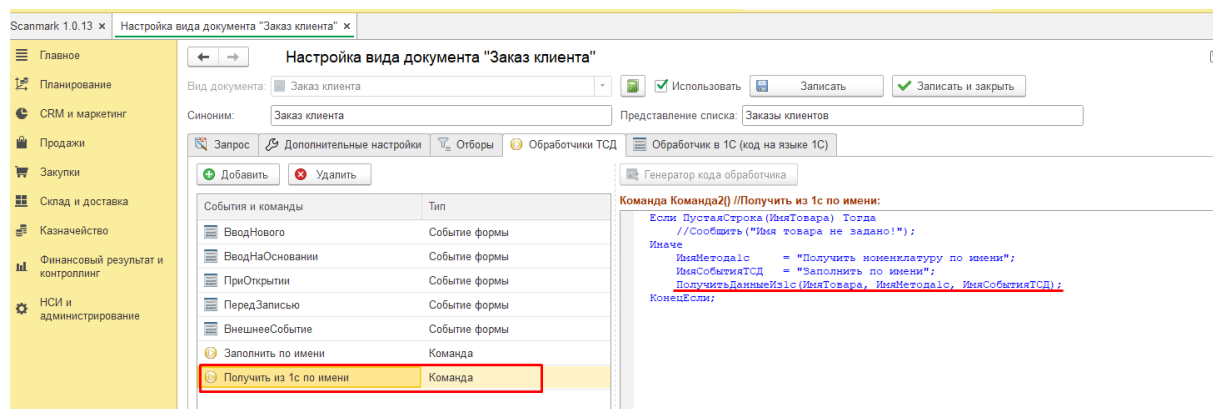 Scanmark 1.0.13 × Настройка вида документа "Заказ клиента" ×
Главное
Планирование
CRM и маркетинг
Продажи
Закупки
Склад и доставка
Казначейство
Финансовый результат и
контроллинг
НСИ и
администрирование
Настройка вида документа "Заказ клиента"
Вид документа: Заказ клиента Использовать Записать Записать и закрыть
Синоним: Заказ клиента Представление списка: Заказы клиентов
Запрос Дополнительные настройки Отборы Обработчики ТСД Обработчик в 1С (код на языке 1С)
Добавить Удалить
События и команды Тип
ВводНового Событие формы
ВводНаОсновании Событие формы
ПриОткрытии Событие формы
ПередЗаписью Событие формы
ВнешнееСобытие Событие формы
Заполнить по имени Команда
Получить из 1с по имени Команда
Генератор кода обработчика
Команда Команда2() //Получить из 1с по имени:
Если ПустаяСтрока(ИмяТовара) Тогда
//Сообщить("Имя товара не задано!");
Иначе
ИмяМетода1с = "Получить номенклатуру по имени";
ИмяСобытияТСД = "Заполнить по имени";
ПолучитьДанныеИз1с(ИмяТовара, ИмяМетода1с, ИмяСобытияТСД);
КонецЕсли;